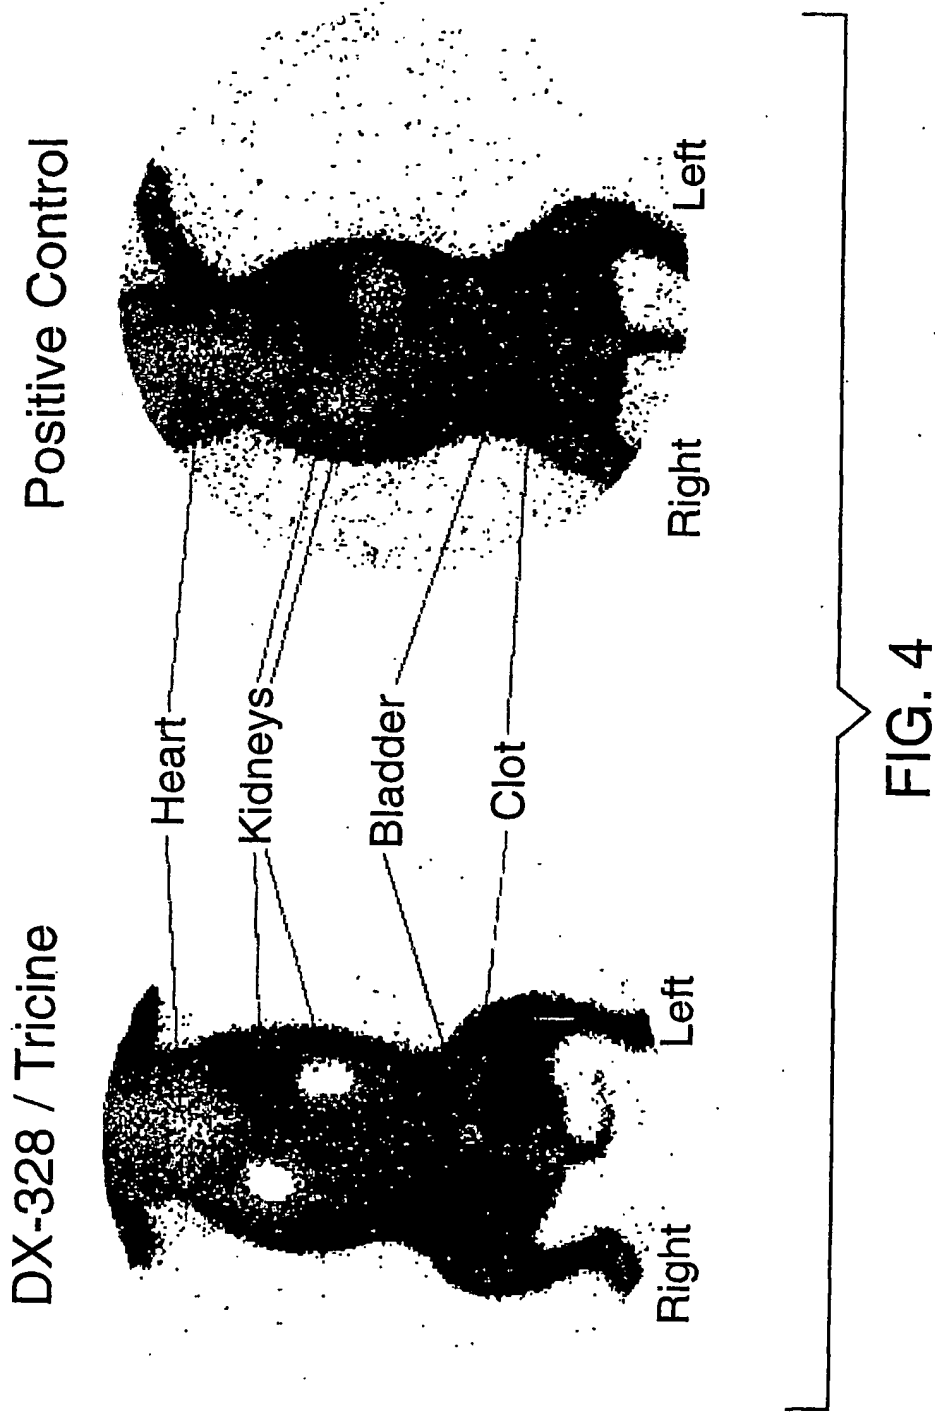 DX-328 / Tricine
Positive Control
Heart
Kidneys
Bladder
Clot
Right
Left
Right
Left
FIG. 4